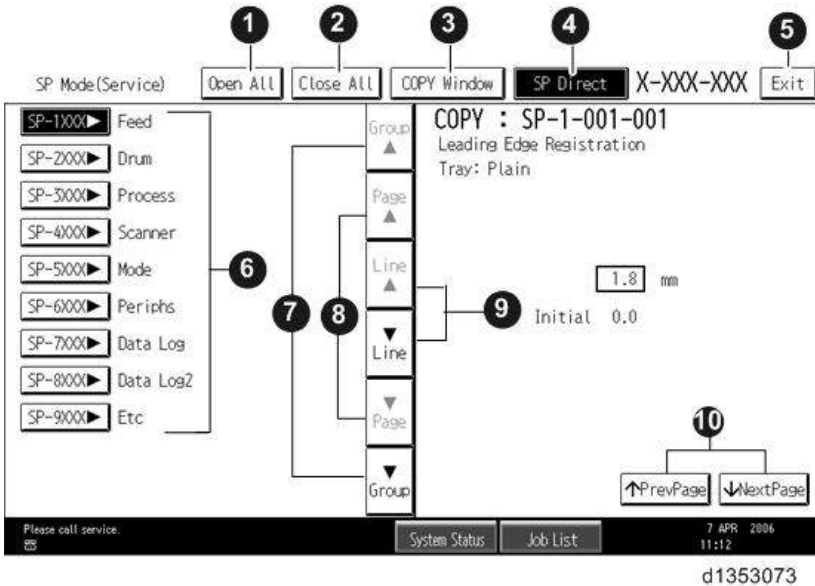 1 2 3 4 5
SP Mode(Service) Open All Close All COPY Window SP Direct X-XXX-XXX Exit
SP-1XXX▶ Feed
SP-2XXX▶ Drum
SP-3XXX▶ Process
SP-4XXX▶ Scanner
SP-5XXX▶ Mode
SP-6XXX▶ Periphs
SP-7XXX▶ Data Log
SP-8XXX▶ Data Log2
SP-9XXX▶ Etc
6
7
8
Group ▲
Page ▲
Line ▲
▼ Line
▼ Page
▼ Group
9
COPY : SP-1-001-001
Leading Edge Registration
Tray: Plain
1.8 mm
Initial 0.0
10
↑PrevPage ↓NextPage
Please call service.
System Status Job List
7 APR 2006
11:12
d1353073